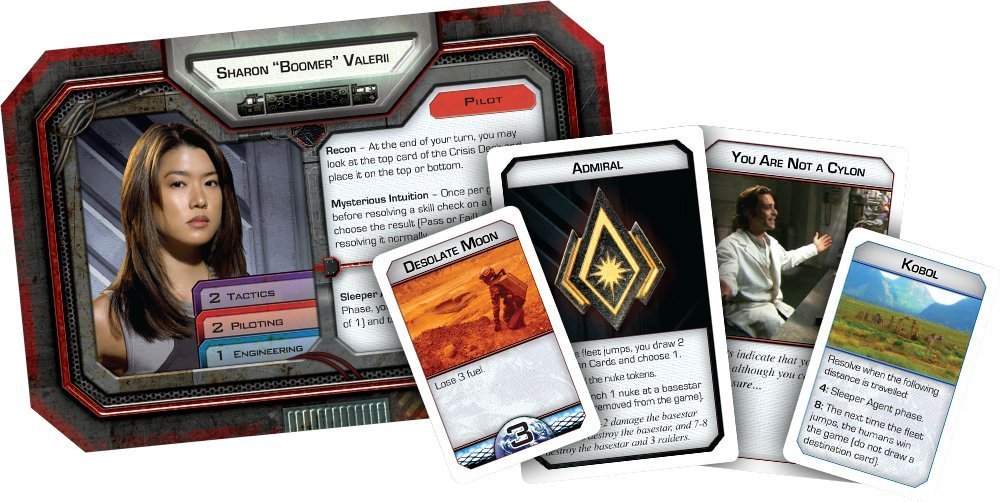 SHARON "BOOMER" VALERII
PILOT
Recon – At the end of your turn, you may
look at the top card of the Crisis Deck and
place it on the top or bottom.
Mysterious Intuition – Once per
before resolving a skill check on a
choose the result [Pass or Fail]
resolving it normally
Sleeper
Phase, yo
of 1] and
2 TACTICS
2 PILOTING
1 ENGINEERING
DESOLATE MOON
Lose 3 fuel.
3
ADMIRAL
fleet jumps, you draw 2
Cards and choose 1.
the nuke tokens.
1 nuke at a basestar
removed from the game].
2 damage the basestar
the basestar, and 7-8
destroy the basestar and 3 raiders.
YOU ARE NOT A CYLON
indicate that yo
although you c
sure...
KOBOL
Resolve when the following
distance is travelled:
4: Sleeper Agent phase.
8: The next time the fleet
jumps, the humans win
the game [do not draw a
destination card].